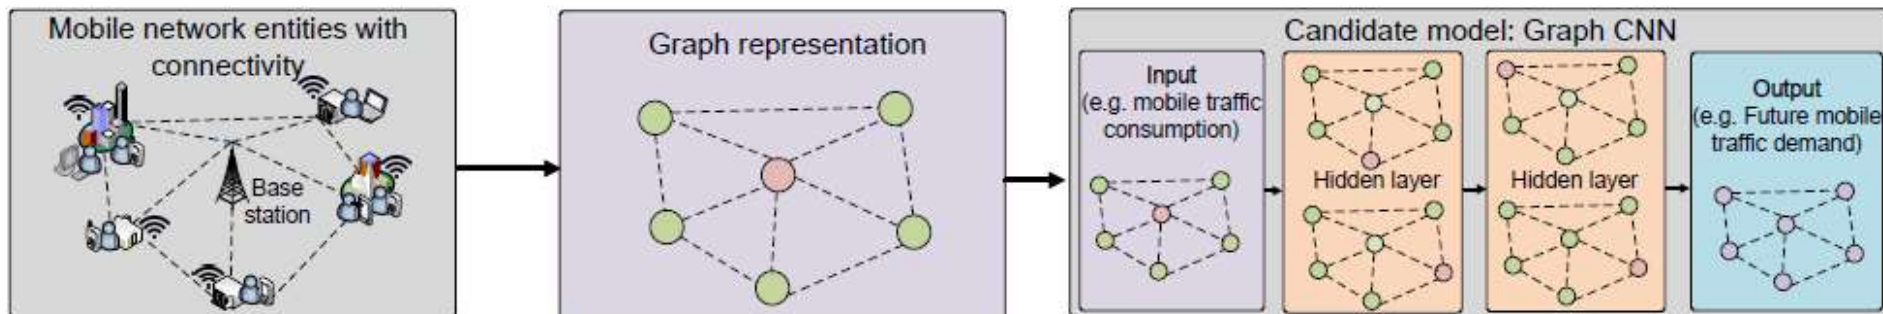 Mobile network entities with
connectivity
Base
station
Graph representation
Candidate model: Graph CNN
Input
(e.g. mobile traffic
consumption)
Hidden layer
Hidden layer
Output
(e.g. Future mobile
traffic demand)